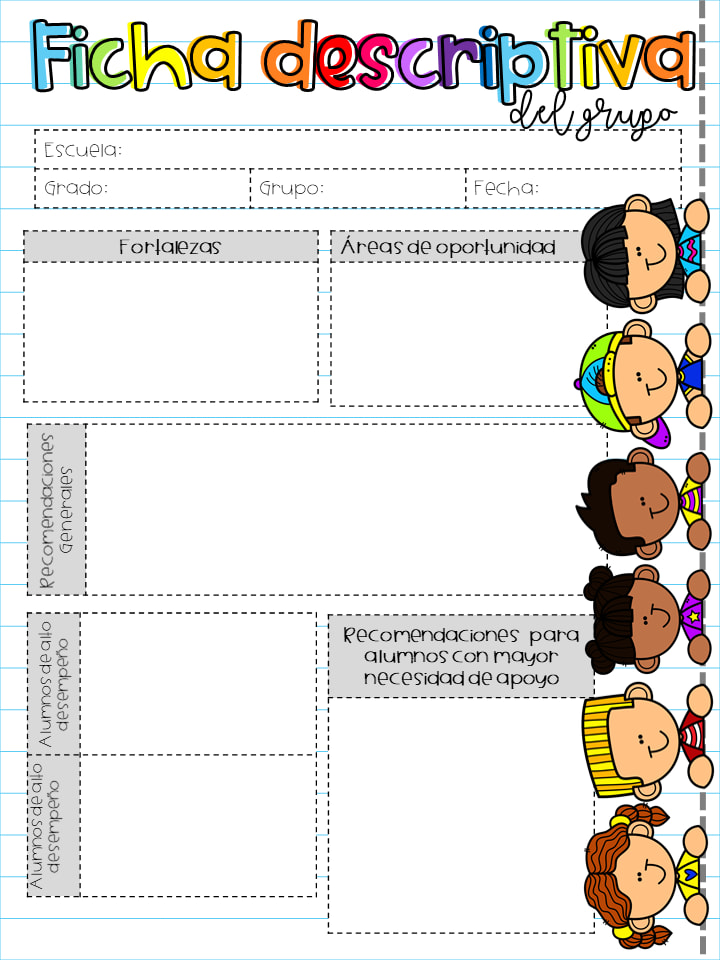 Ficha descriptiva
del grupo
Escuela:
Grado:
Grupo:
Fecha:
Fortalezas
Áreas de oportunidad
Recomendaciones
Generales
Alumnos de alto
desempeño
Alumnos de alto
desempeño
Recomendaciones para
alumnos con mayor
necesidad de apoyo